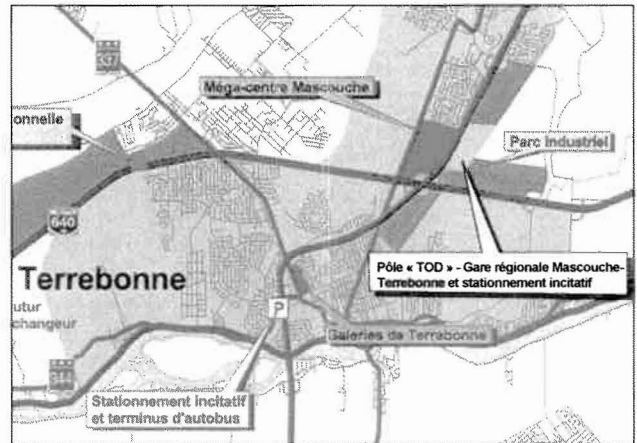 337
Méga-centre Mascouche
onnelle
Parc Industriel
640
Pôle « TOD » - Gare régionale Mascouche-
Terrebonne et stationnement incitatif
Terrebonne
utur
changeur
P
Galeries de Terrebonne
344
Stationnement incitatif
et terminus d'autobus